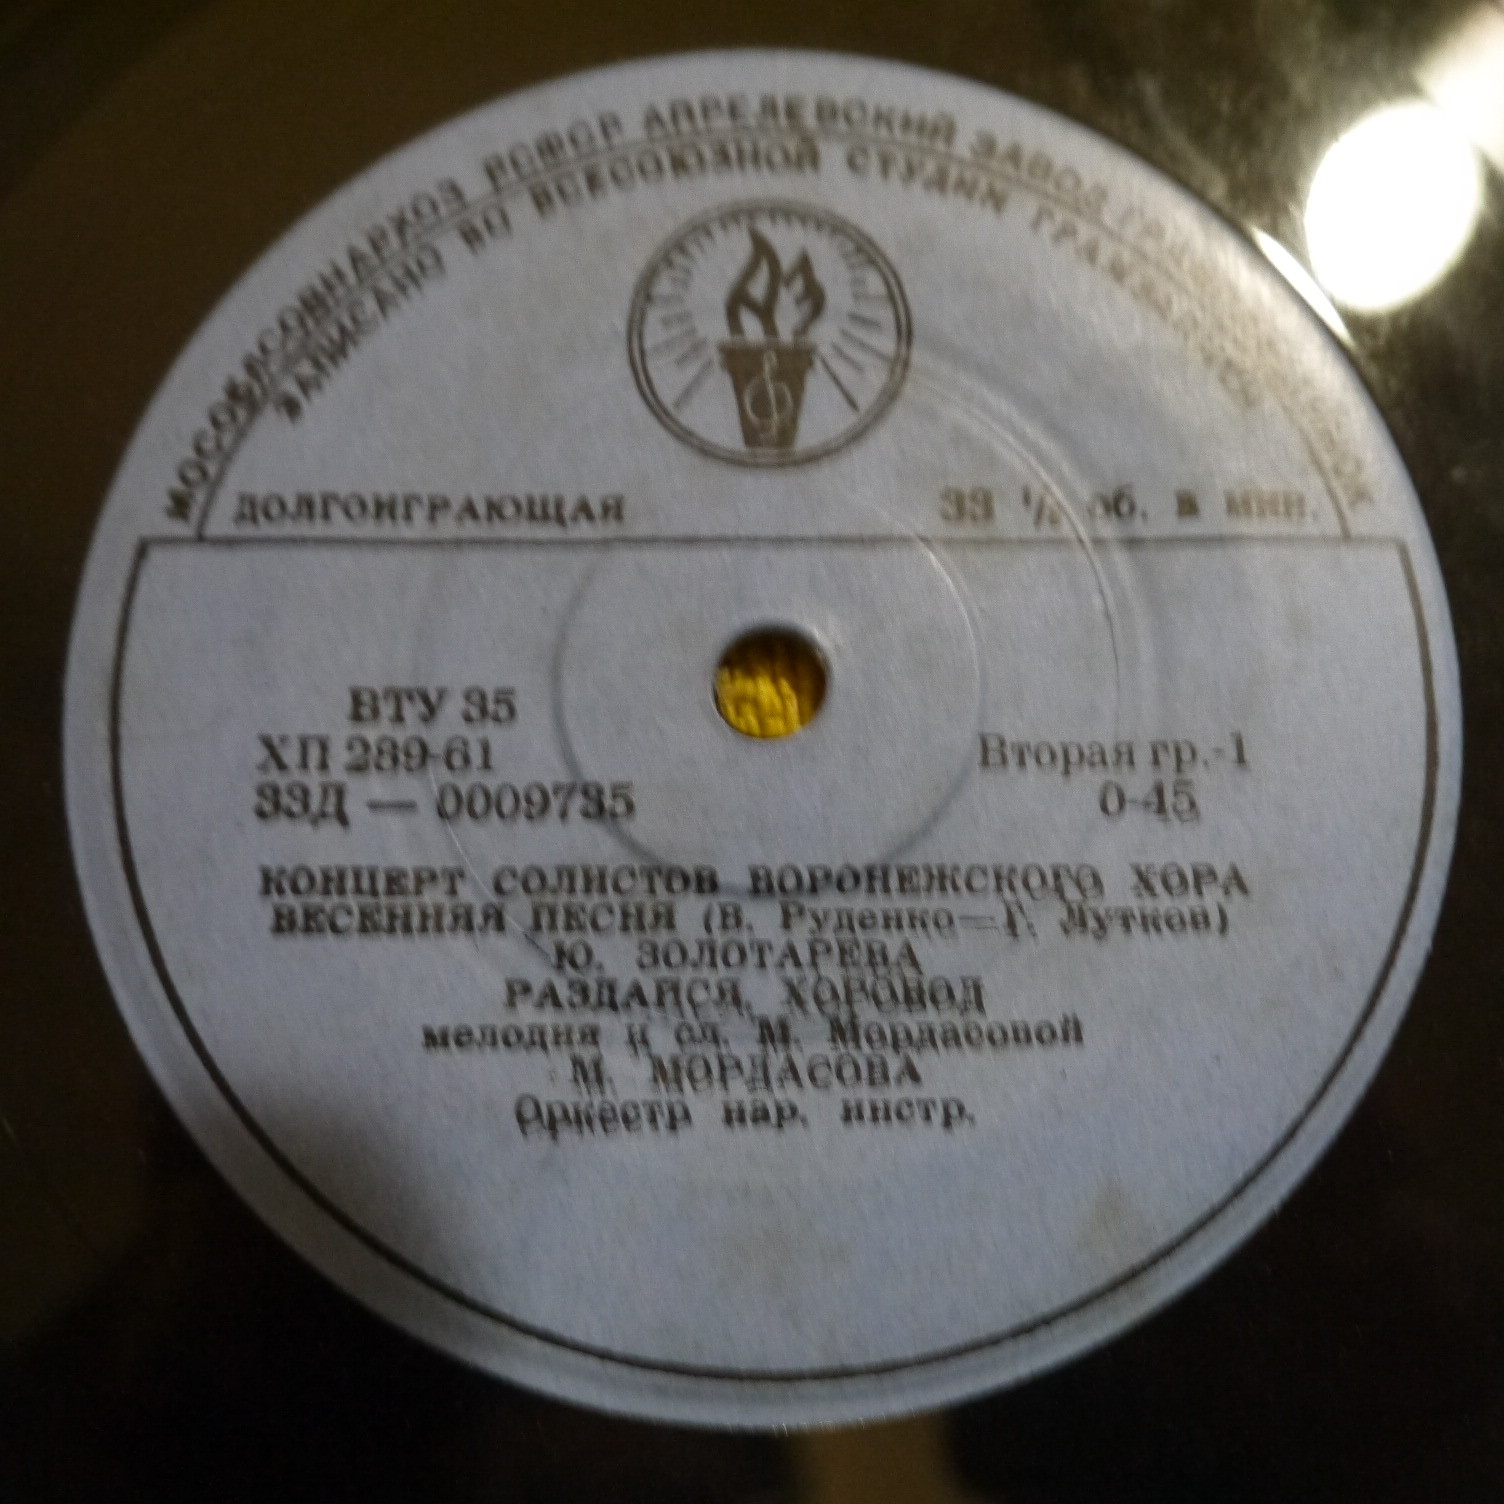 МОСОБЛСОВНАРХОЗ РСФСР АПРЕЛЕВСКИЙ ЗАВОД
ЗАПИСАНО ВО ВСЕСОЮЗНОЙ СТУДИИ ГРАМЗАПИСИ
АЗ
ДОЛГОИГРАЮЩАЯ 33 ⅓ об. в мин.
ВТУ 35
ХП 289-61
33Д — 0009735
Вторая гр.-1
0-45
КОНЦЕРТ СОЛИСТОВ ВОРОНЕЖСКОГО ХОРА
ВЕСЕННЯЯ ПЕСНЯ (В. Руденко—Г. Лутков)
Ю. ЗОЛОТАРЕВА
РАЗДАЙСЯ, ХОРОВОД
мелодия и сл. М. Мордасовой
М. МОРДАСОВА
Оркестр нар. инстр.